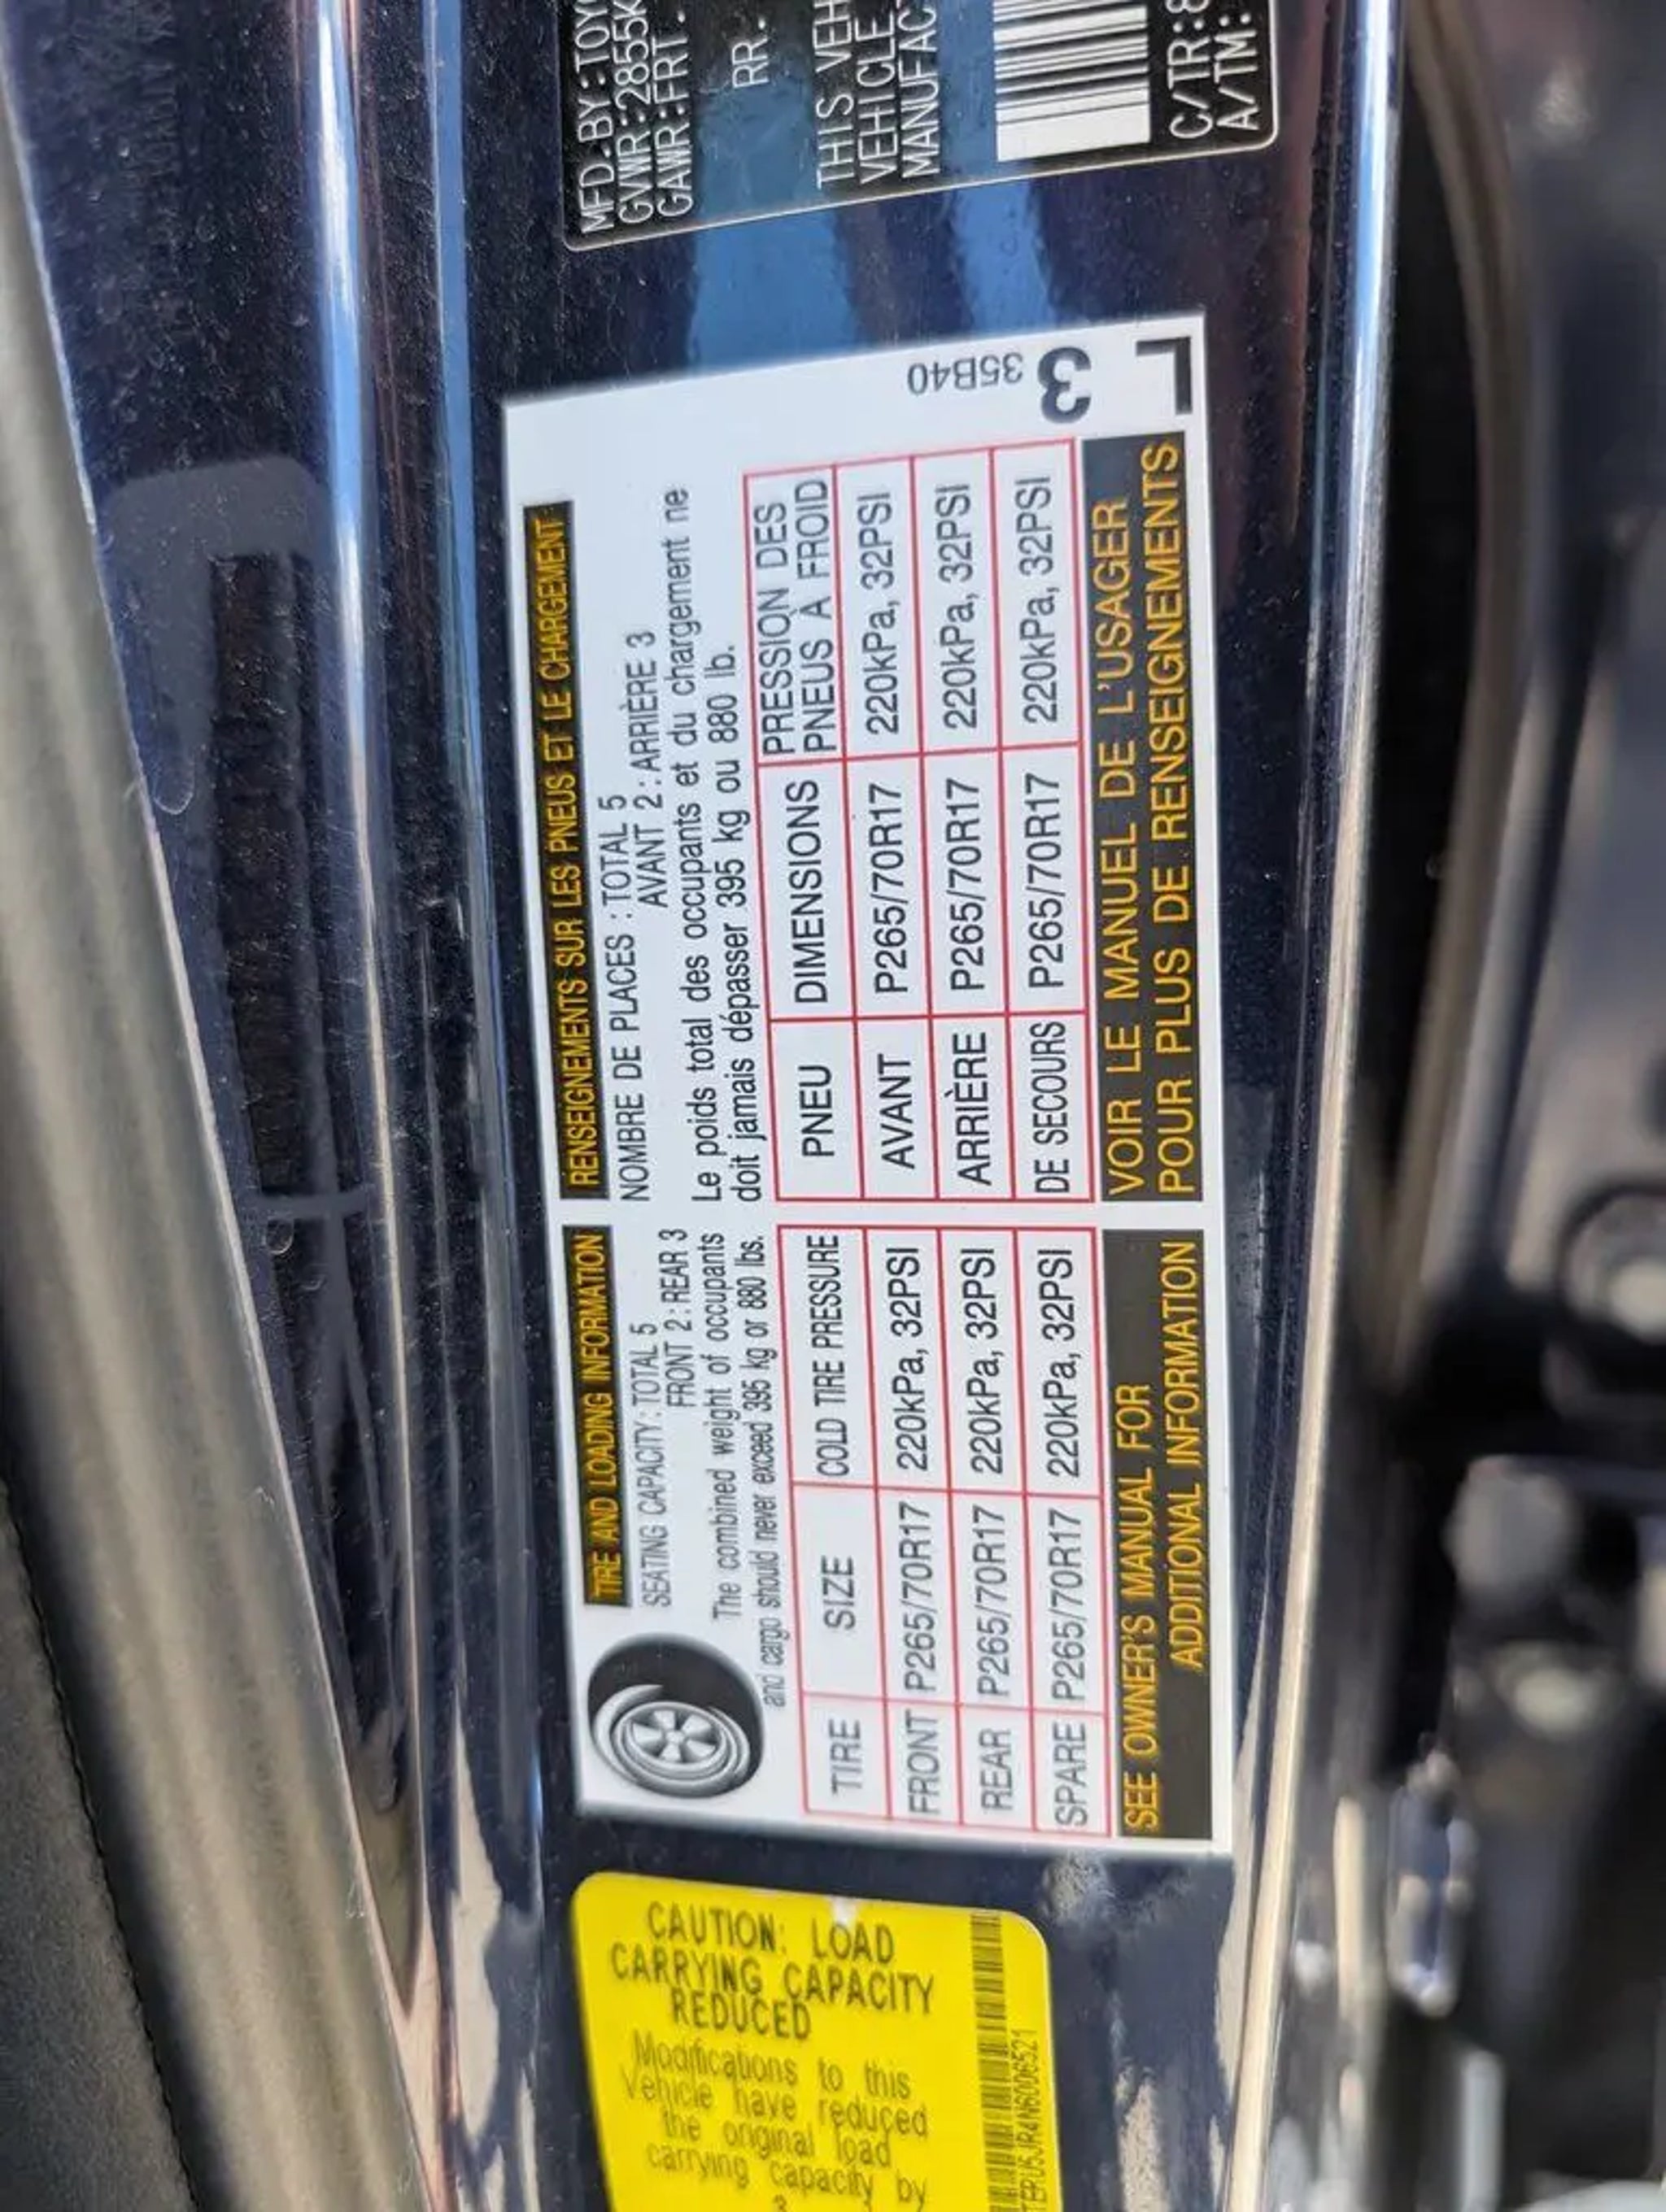 TIRE AND LOADING INFORMATION
SEATING CAPACITY : TOTAL 5
FRONT 2 : REAR 3
The combined weight of occupants
and cargo should never exceed 395 kg or 880 lbs.
TIRE SIZE COLD TIRE PRESSURE
FRONT P265/70R17 220kPa, 32PSI
REAR P265/70R17 220kPa, 32PSI
SPARE P265/70R17 220kPa, 32PSI
SEE OWNER'S MANUAL FOR
ADDITIONAL INFORMATION
RENSEIGNEMENTS SUR LES PNEUS ET LE CHARGEMENT
NOMBRE DE PLACES : TOTAL 5
AVANT 2 : ARRIÈRE 3
Le poids total des occupants et du chargement ne
doit jamais dépasser 395 kg ou 880 lb.
PNEU DIMENSIONS PRESSION DES
PNEUS À FROID
AVANT P265/70R17 220kPa, 32PSI
ARRIÈRE P265/70R17 220kPa, 32PSI
DE SECOURS P265/70R17 220kPa, 32PSI
VOIR LE MANUEL DE L'USAGER
POUR PLUS DE RENSEIGNEMENTS
35B40
3
L
MFD.BY:TOYO
GVWR:2855K
GAWR:FRT.
RR.
THIS VEH
VEHICLE
MANUFAC
C/TR:8
A/TM:
CAUTION: LOAD
CARRYING CAPACITY
REDUCED
Modifications to this
Vehicle have reduced
the original load
carrying capacity by
TERU5JR4N6006521